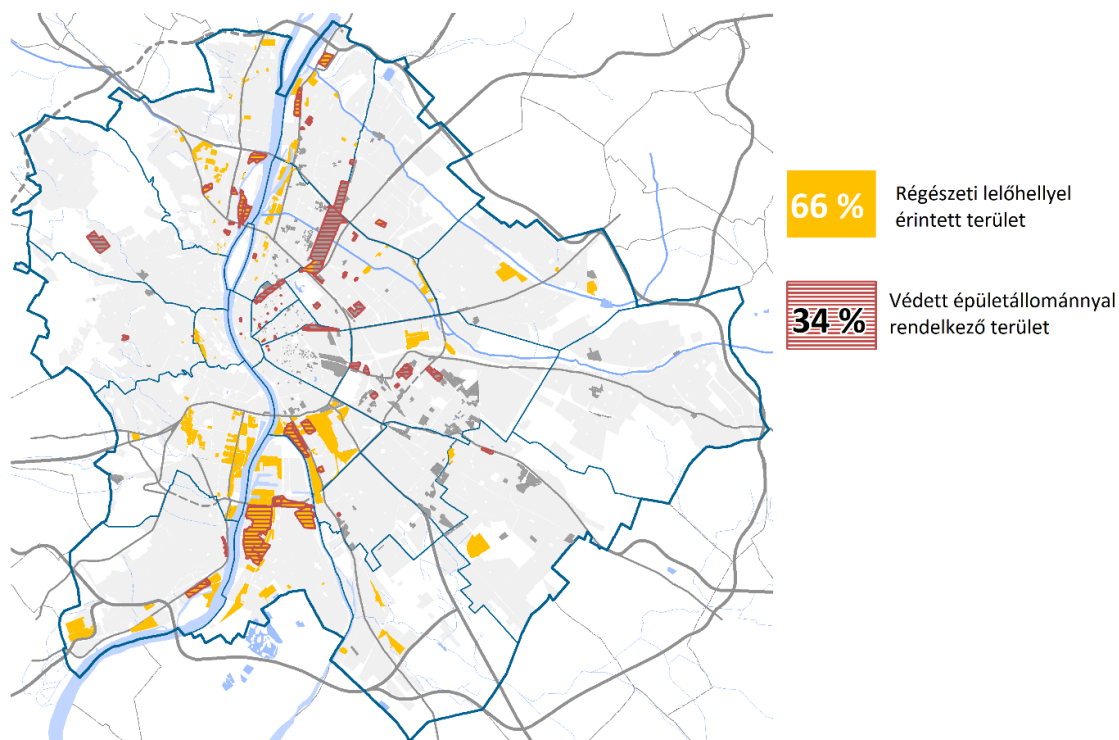 66 %
Régészeti lelőhellyel
érintett terület
34 %
Védett épületállománnyal
rendelkező terület